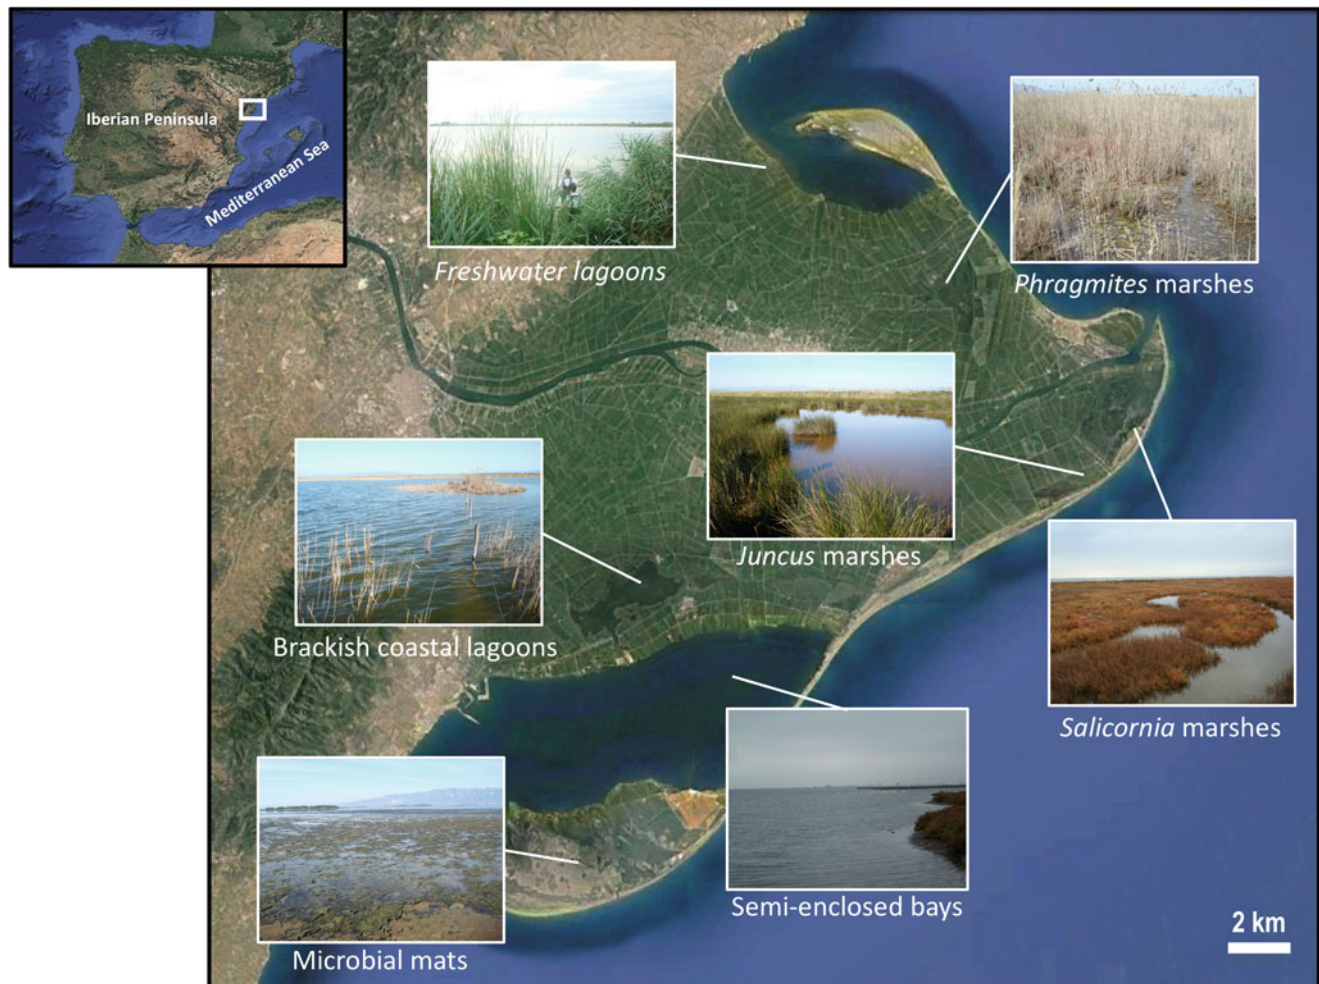 Iberian Peninsula
Mediterranean Sea
Freshwater lagoons
Phragmites marshes
Juncus marshes
Brackish coastal lagoons
Salicornia marshes
Semi-enclosed bays
Microbial mats
2 km